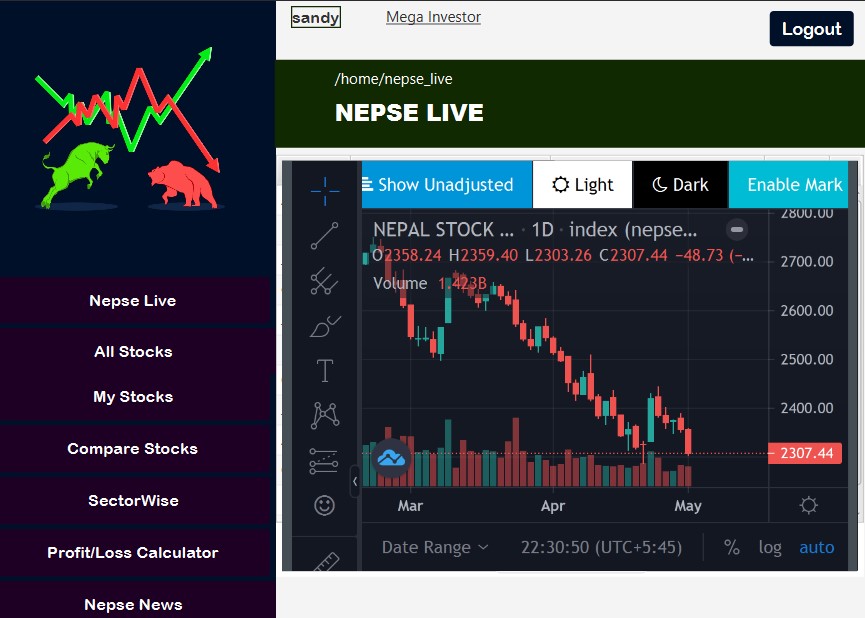 sandy Mega Investor Logout
/home/nepse_live
NEPSE LIVE
Nepse Live
All Stocks
My Stocks
Compare Stocks
SectorWise
Profit/Loss Calculator
Nepse News
Show Unadjusted Light Dark Enable Mark
NEPAL STOCK ... · 1D · index (nepse...
O2358.24 H2359.40 L2303.26 C2307.44 −48.73 (−...
Volume 1.423B
2800.00
2700.00
2600.00
2500.00
2400.00
2307.44
Mar Apr May
Date Range 22:30:50 (UTC+5:45) % log auto